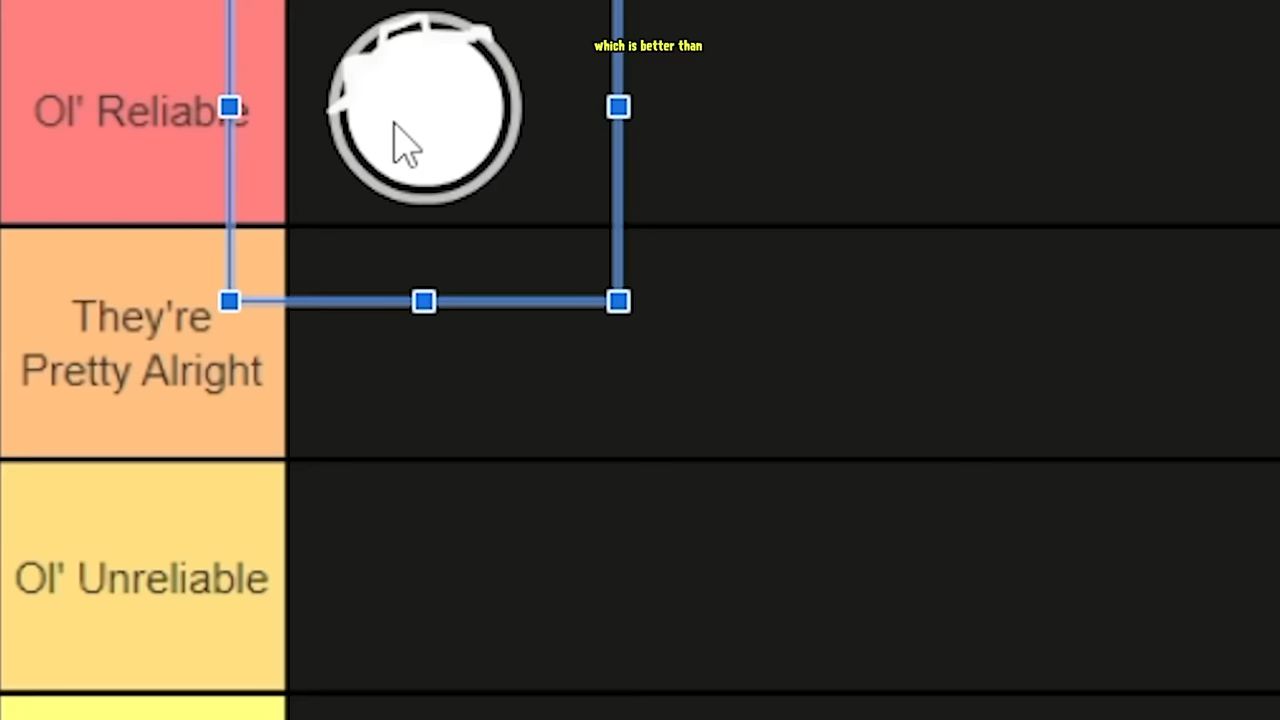 which is better than
Ol' Reliable
They're
Pretty Alright
Ol' Unreliable